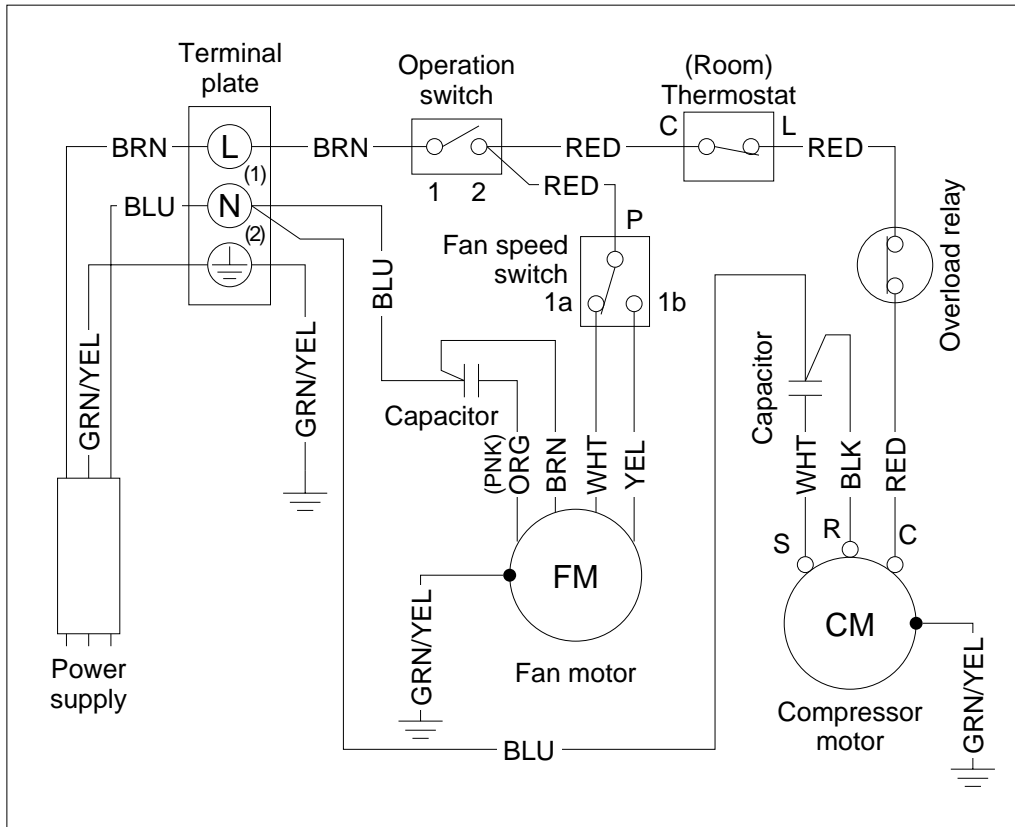 Terminal
plate
Operation
switch
(Room)
Thermostat
C
L
BRN
L
BRN
RED
RED
(1)
1
2
RED
BLU
N
(2)
P
Fan speed
switch
1a
1b
BLU
Overload relay
GRN/YEL
GRN/YEL
Capacitor
Capacitor
(PNK)
ORG
BRN
WHT
YEL
WHT
BLK
RED
S
R
C
FM
CM
GRN/YEL
Fan motor
Power
supply
Compressor
motor
GRN/YEL
BLU